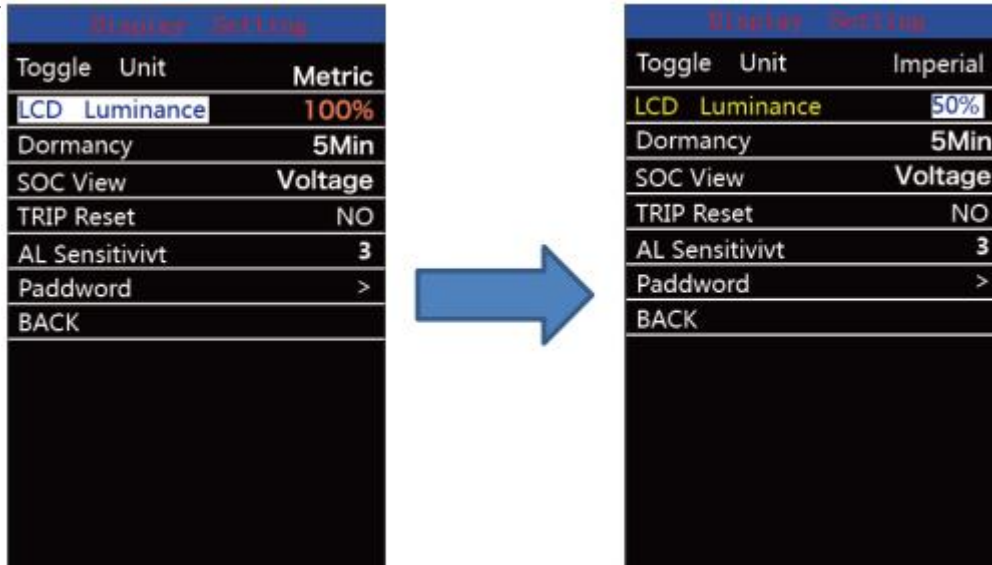 Display Setting
Toggle Unit Metric
LCD Luminance 100%
Dormancy 5Min
SOC View Voltage
TRIP Reset NO
AL Sensitivivt 3
Paddword >
BACK
Display Setting
Toggle Unit Imperial
LCD Luminance 50%
Dormancy 5Min
SOC View Voltage
TRIP Reset NO
AL Sensitivivt 3
Paddword >
BACK